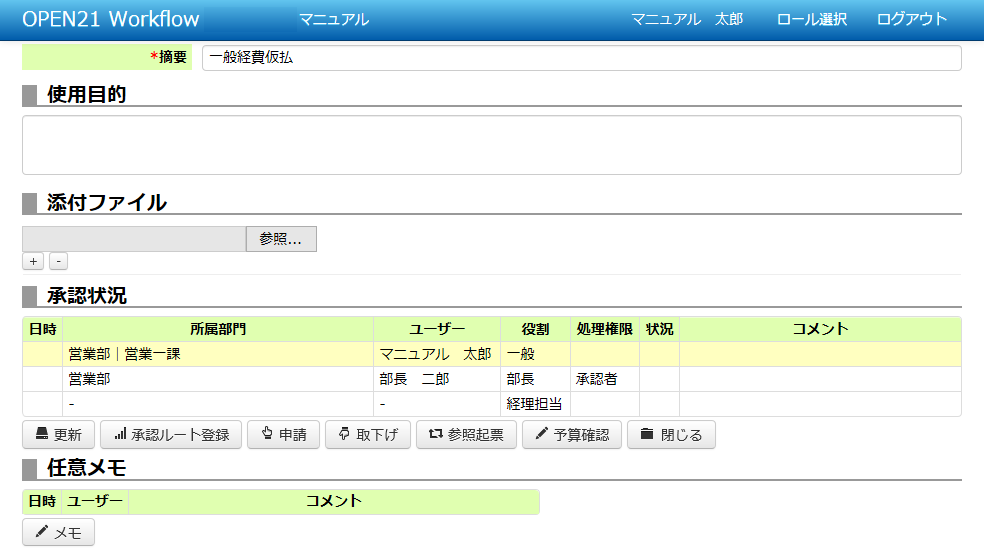 OPEN21 Workflow マニュアル マニュアル　太郎 ロール選択 ログアウト
*摘要 一般経費仮払
使用目的
添付ファイル
参照...
+ -
承認状況
日時 所属部門 ユーザー 役割 処理権限 状況 コメント
営業部｜営業一課 マニュアル　太郎 一般
営業部 部長　二郎 部長 承認者
- - 経理担当
更新 承認ルート登録 申請 取下げ 参照起票 予算確認 閉じる
任意メモ
日時 ユーザー コメント
メモ